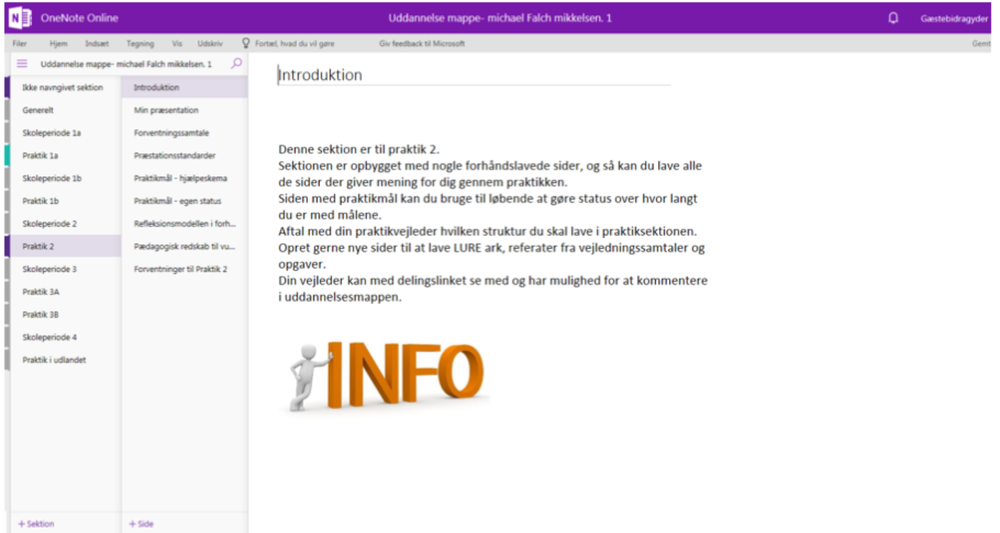 OneNote Online
Uddannelse mappe- michael Falch mikkelsen. 1
Gæstebidragyder
Filer Hjem Indsæt Tegning Vis Udskriv Fortæl, hvad du vil gøre Giv feedback til Microsoft Gemt
Uddannelse mappe- michael Falch mikkelsen. 1
Ikke navngivet sektion
Generelt
Skoleperiode 1a
Praktik 1a
Skoleperiode 1b
Praktik 1b
Skoleperiode 2
Praktik 2
Skoleperiode 3
Praktik 3A
Praktik 3B
Skoleperiode 4
Praktik i udlandet
+ Sektion
Introduktion
Min præsentation
Forventningssamtale
Præstationsstandarder
Praktikmål - hjælpeskema
Praktikmål - egen status
Refleksionsmodellen i forh...
Pædagogisk redskab til vu...
Forventninger til Praktik 2
+ Side
Introduktion
Denne sektion er til praktik 2.
Sektionen er opbygget med nogle forhåndslavede sider, og så kan du lave alle
de sider der giver mening for dig gennem praktikken.
Siden med praktikmål kan du bruge til løbende at gøre status over hvor langt
du er med målene.
Aftal med din praktikvejleder hvilken struktur du skal lave i praktiksektionen.
Opret gerne nye sider til at lave LURE ark, referater fra vejledningssamtaler og
opgaver.
Din vejleder kan med delingslinket se med og har mulighed for at kommentere
i uddannelsesmappen.
INFO